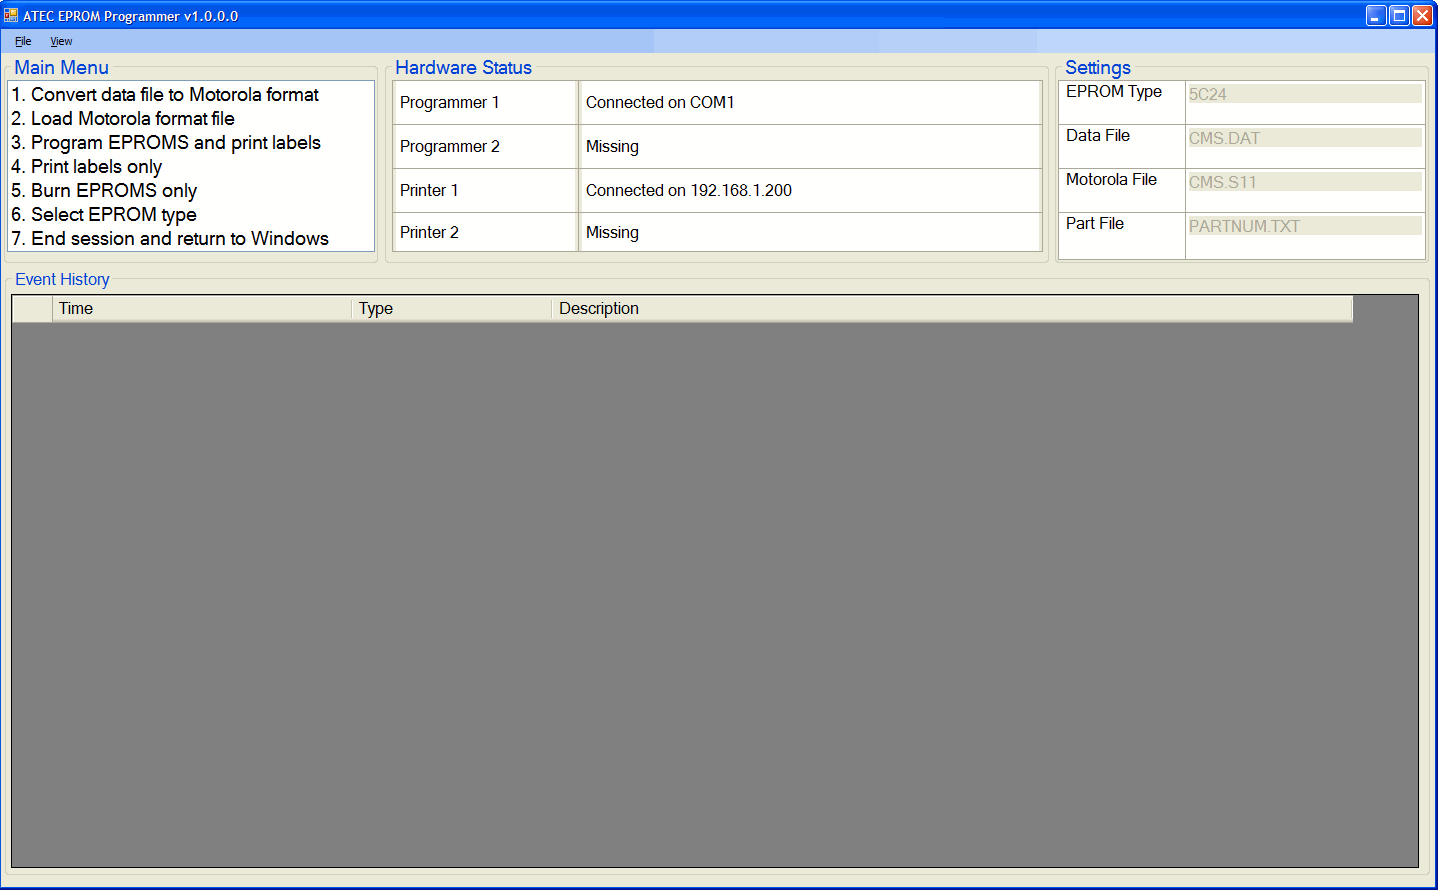 ATEC EPROM Programmer v1.0.0.0
File View
Main Menu
1. Convert data file to Motorola format
2. Load Motorola format file
3. Program EPROMS and print labels
4. Print labels only
5. Burn EPROMS only
6. Select EPROM type
7. End session and return to Windows
Hardware Status
Programmer 1 Connected on COM1
Programmer 2 Missing
Printer 1 Connected on 192.168.1.200
Printer 2 Missing
Settings
EPROM Type 5C24
Data File CMS.DAT
Motorola File CMS.S11
Part File PARTNUM.TXT
Event History
Time Type Description